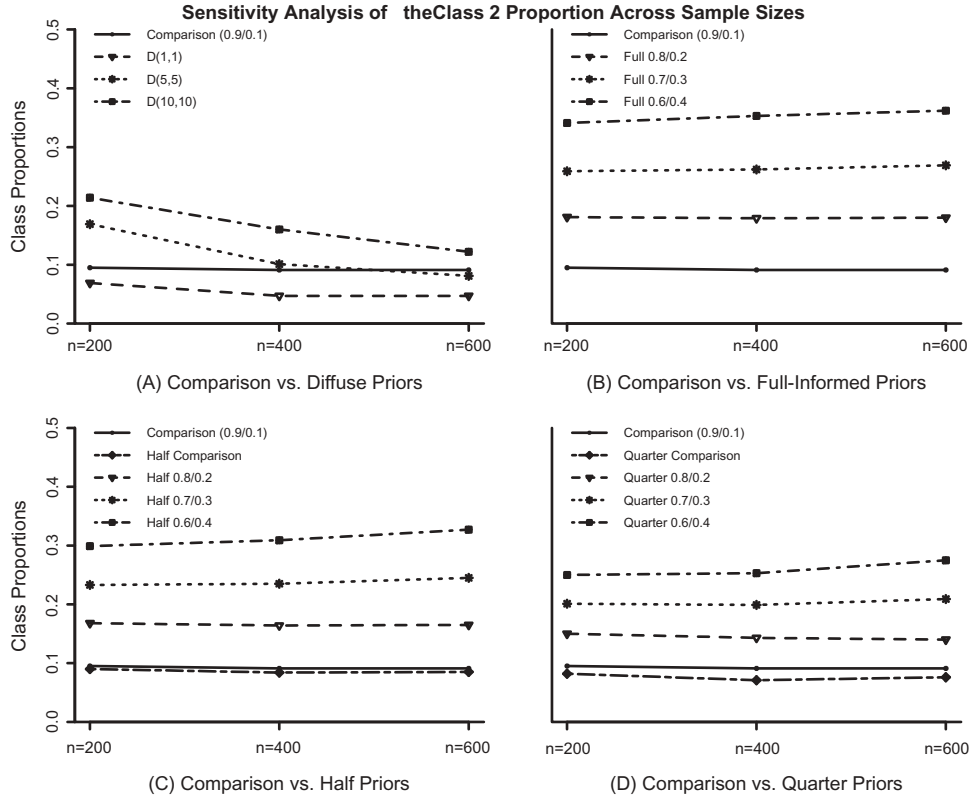 Sensitivity Analysis of theClass 2 Proportion Across Sample Sizes
Class Proportions
0.0 0.1 0.2 0.3 0.4 0.5
Comparison (0.9/0.1)
D(1,1)
D(5,5)
D(10,10)
n=200 n=400 n=600
(A) Comparison vs. Diffuse Priors
Comparison (0.9/0.1)
Full 0.8/0.2
Full 0.7/0.3
Full 0.6/0.4
n=200 n=400 n=600
(B) Comparison vs. Full-Informed Priors
Class Proportions
0.0 0.1 0.2 0.3 0.4 0.5
Comparison (0.9/0.1)
Half Comparison
Half 0.8/0.2
Half 0.7/0.3
Half 0.6/0.4
n=200 n=400 n=600
(C) Comparison vs. Half Priors
Comparison (0.9/0.1)
Quarter Comparison
Quarter 0.8/0.2
Quarter 0.7/0.3
Quarter 0.6/0.4
n=200 n=400 n=600
(D) Comparison vs. Quarter Priors